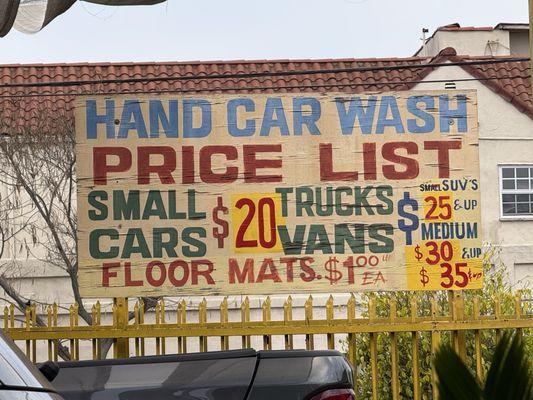 HAND CAR WASH
PRICE LIST
SMALL CARS $20
TRUCKS VANS $
SMALL SUV'S
25 & UP
MEDIUM
$30 & UP
$35
FLOOR MATS. $1.00 EA